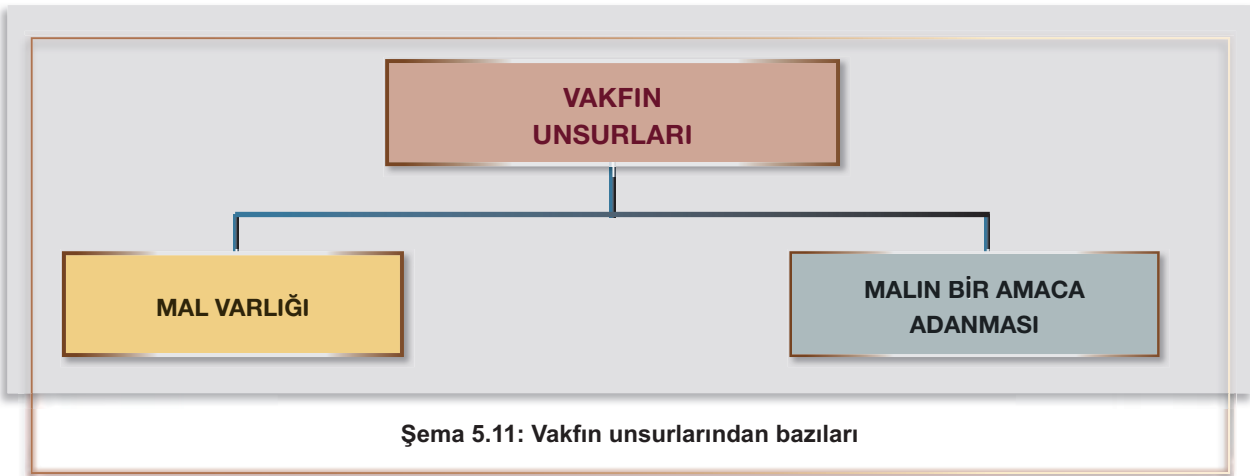 VAKFIN
UNSURLARI
MAL VARLIĞI
MALIN BİR AMACA
ADANMASI
Şema 5.11: Vakfın unsurlarından bazıları